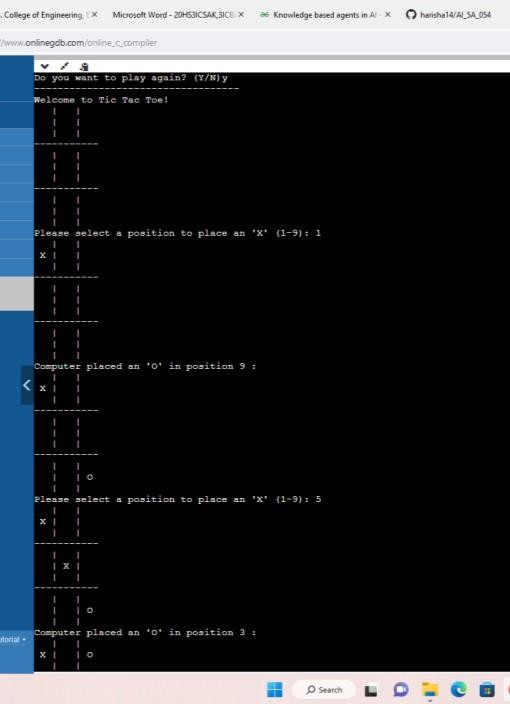 . College of Engineering,
Microsoft Word - 20HS3ICSAK,3ICB
Knowledge based agents in AI -
harisha14/AI_5A_054
//www.onlinegdb.com/online_c_compiler
Do you want to play again? (Y/N)y
----------------------------------
Welcome to Tic Tac Toe!
| |
| |
| |
-----------
| |
| |
| |
-----------
| |
| |
| |
Please select a position to place an 'X' (1-9): 1
| |
X | |
| |
-----------
| |
| |
| |
-----------
| |
| |
| |
Computer placed an 'O' in position 9 :
| |
X | |
| |
-----------
| |
| |
| |
-----------
| |
| | O
| |
Please select a position to place an 'X' (1-9): 5
| |
X | |
| |
-----------
| |
| X |
| |
-----------
| |
| | O
| |
Computer placed an 'O' in position 3 :
| |
X | | O
| |
utorial
Search